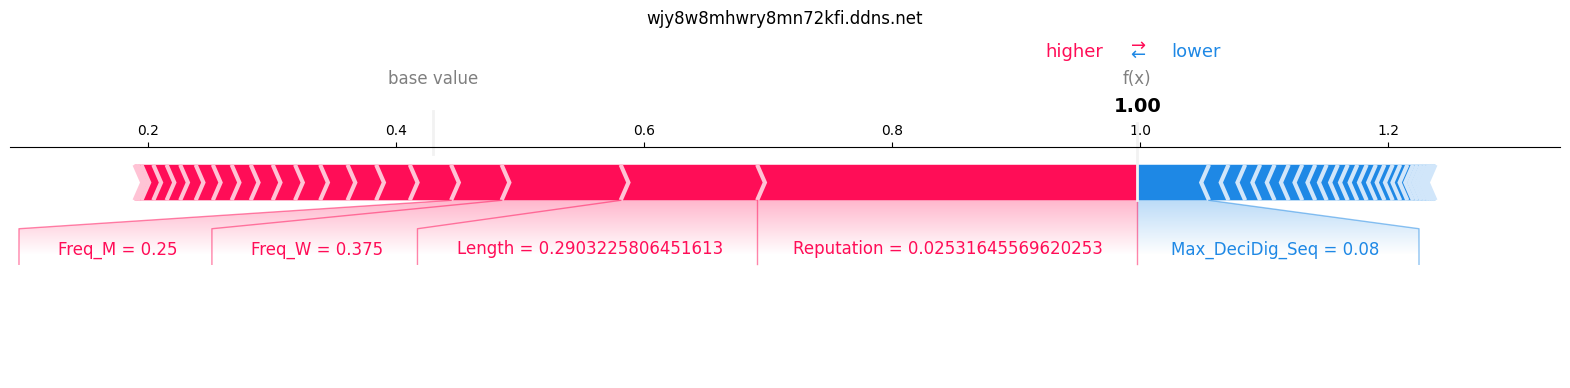 wjy8w8mhwry8mn72kfi.ddns.net
higher → ← lower
base value f(x)
1.00
0.2 0.4 0.6 0.8 1.0 1.2
Freq_M = 0.25 Freq_W = 0.375 Length = 0.2903225806451613 Reputation = 0.02531645569620253 Max_DeciDig_Seq = 0.08